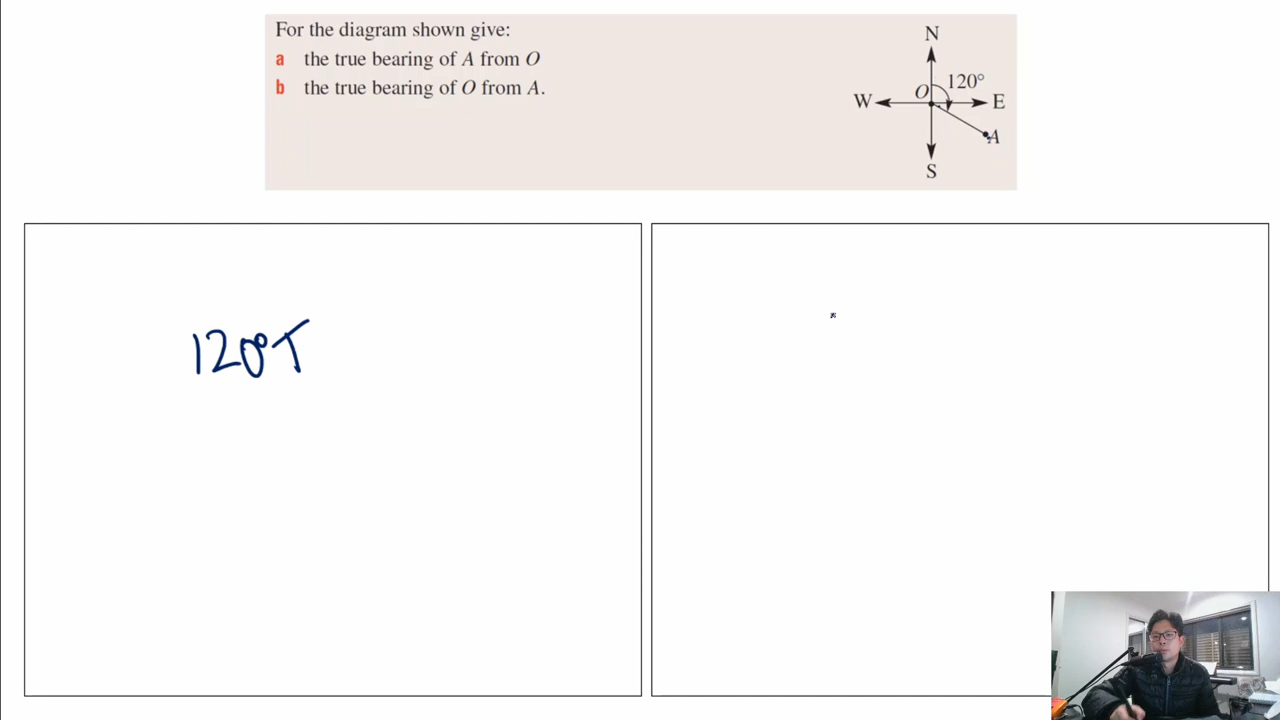 For the diagram shown give:
a the true bearing of A from O
b the true bearing of O from A.
N
120°
O
W
E
A
S
120°T